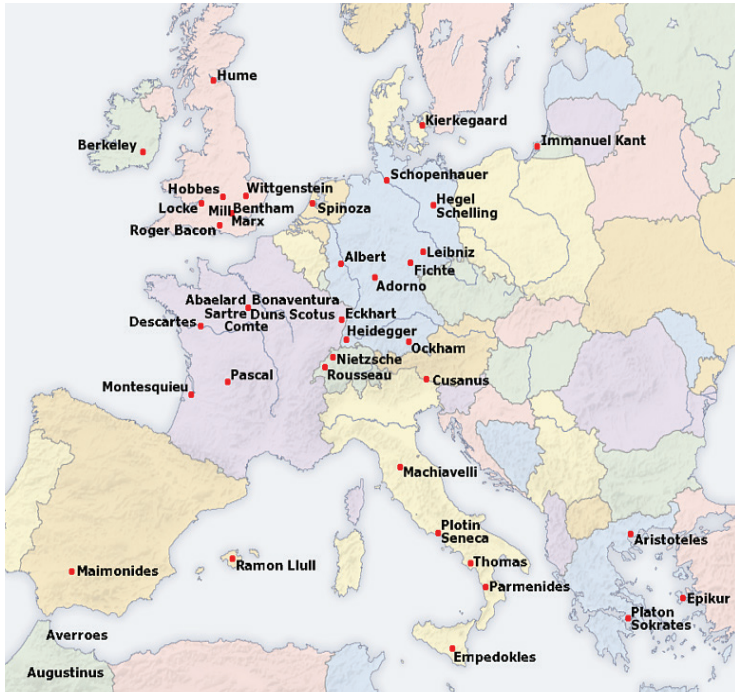 Hume
Kierkegaard
Berkeley
Immanuel Kant
Schopenhauer
Hobbes
Wittgenstein
Locke
Mill
Bentham
Spinoza
Marx
Roger Bacon
Hegel
Schelling
Albert
Leibniz
Fichte
Adorno
Abaelard Bonaventura
Sartre Duns Scotus
Comte
Descartes
Eckhart
Heidegger
Ockham
Nietzsche
Rousseau
Pascal
Cusanus
Montesquieu
Machiavelli
Plotin
Seneca
Aristoteles
Ramon Llull
Thomas
Maimonides
Parmenides
Epikur
Platon
Sokrates
Averroes
Empedokles
Augustinus